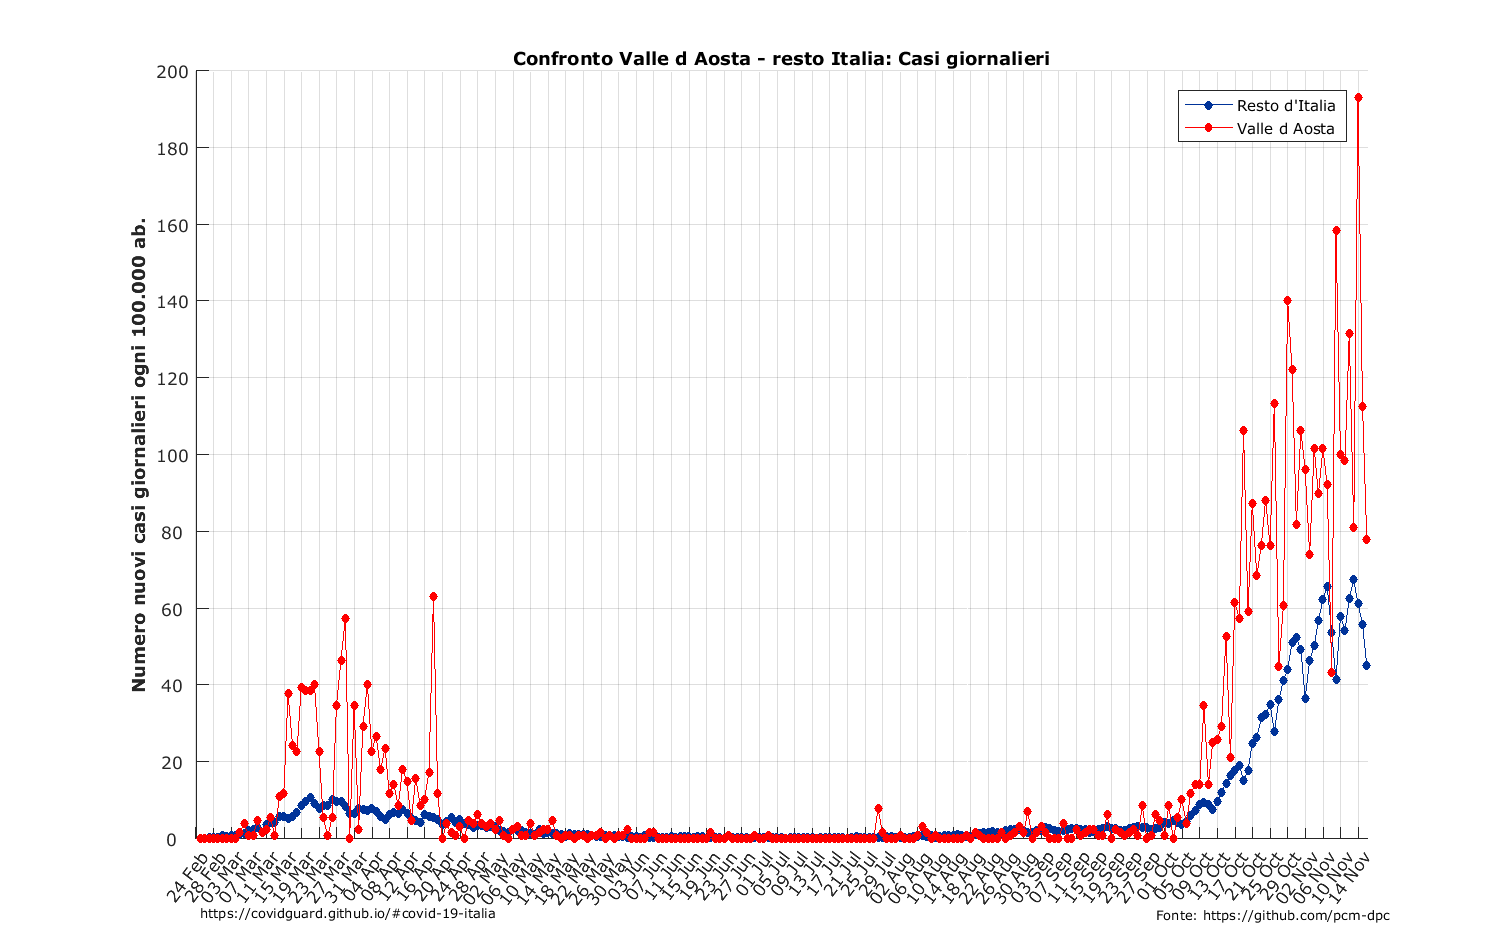 Confronto Valle d Aosta - resto Italia: Casi giornalieri
Resto d'Italia
Valle d Aosta
Numero nuovi casi giornalieri ogni 100.000 ab.
200
180
160
140
120
100
80
60
40
20
0
24 Feb
28 Feb
03 Mar
07 Mar
11 Mar
15 Mar
19 Mar
23 Mar
27 Mar
31 Mar
04 Apr
08 Apr
12 Apr
16 Apr
20 Apr
24 Apr
28 Apr
02 May
06 May
10 May
14 May
18 May
22 May
26 May
30 May
03 Jun
07 Jun
11 Jun
15 Jun
19 Jun
23 Jun
27 Jun
01 Jul
05 Jul
09 Jul
13 Jul
17 Jul
21 Jul
25 Jul
29 Jul
02 Aug
06 Aug
10 Aug
14 Aug
18 Aug
22 Aug
26 Aug
30 Aug
03 Sep
07 Sep
11 Sep
15 Sep
19 Sep
23 Sep
27 Sep
01 Oct
05 Oct
09 Oct
13 Oct
17 Oct
21 Oct
25 Oct
29 Oct
02 Nov
06 Nov
10 Nov
14 Nov
https://covidguard.github.io/#covid-19-italia
Fonte: https://github.com/pcm-dpc